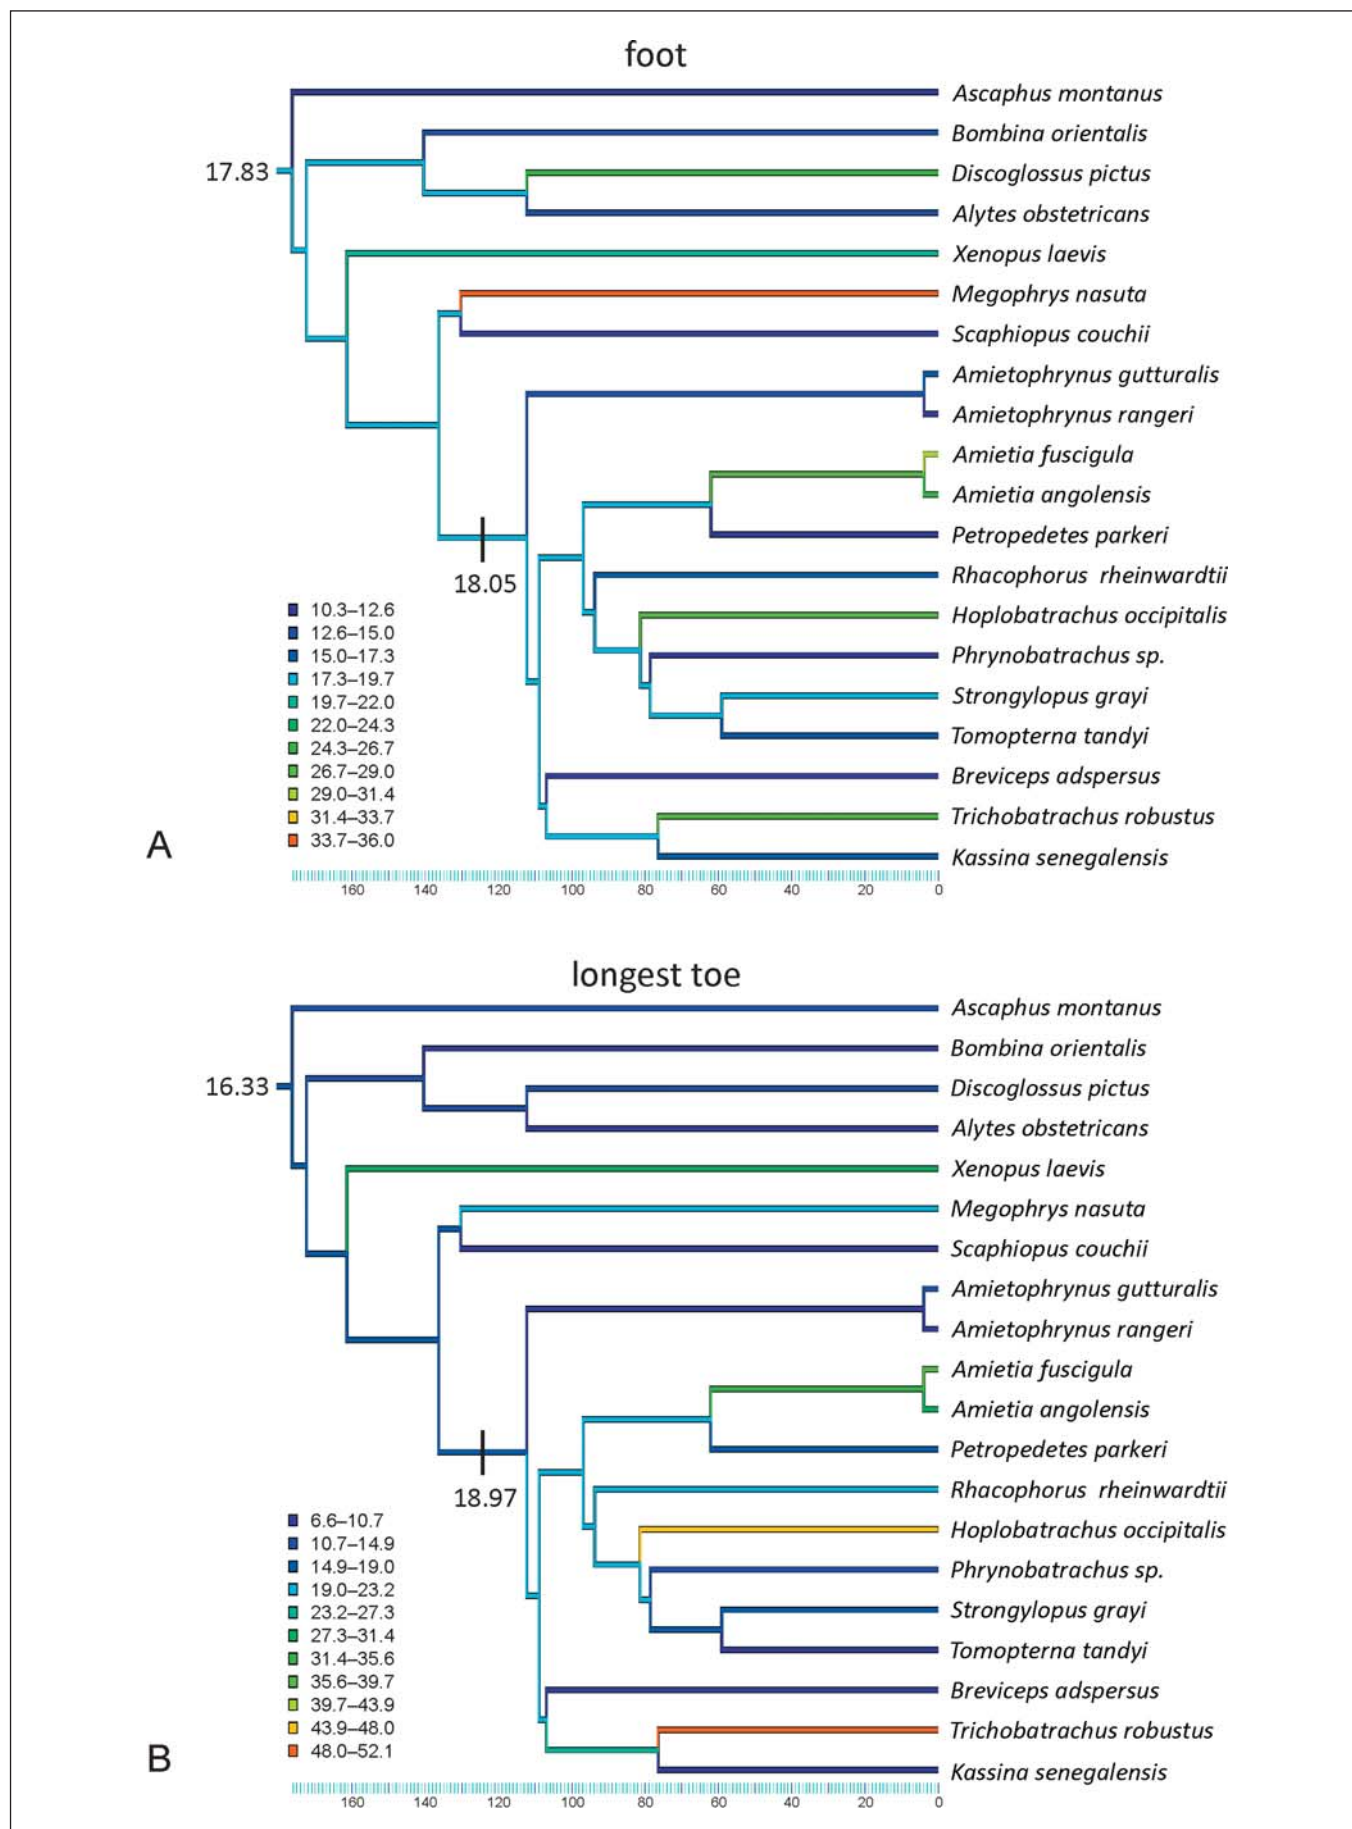 foot
Ascaphus montanus
Bombina orientalis
17.83
Discoglossus pictus
Alytes obstetricans
Xenopus laevis
Megophrys nasuta
Scaphiopus couchii
Amietophrynus gutturalis
Amietophrynus rangeri
Amietia fuscigula
Amietia angolensis
Petropedetes parkeri
18.05
Rhacophorus rheinwardtii
Hoplobatrachus occipitalis
Phrynobatrachus sp.
Strongylopus grayi
Tomopterna tandyi
Breviceps adspersus
Trichobatrachus robustus
Kassina senegalensis
10.3–12.6
12.6–15.0
15.0–17.3
17.3–19.7
19.7–22.0
22.0–24.3
24.3–26.7
26.7–29.0
29.0–31.4
31.4–33.7
33.7–36.0
A
160 140 120 100 80 60 40 20 0
longest toe
Ascaphus montanus
Bombina orientalis
16.33
Discoglossus pictus
Alytes obstetricans
Xenopus laevis
Megophrys nasuta
Scaphiopus couchii
Amietophrynus gutturalis
Amietophrynus rangeri
Amietia fuscigula
Amietia angolensis
Petropedetes parkeri
18.97
Rhacophorus rheinwardtii
Hoplobatrachus occipitalis
Phrynobatrachus sp.
Strongylopus grayi
Tomopterna tandyi
Breviceps adspersus
Trichobatrachus robustus
Kassina senegalensis
6.6–10.7
10.7–14.9
14.9–19.0
19.0–23.2
23.2–27.3
27.3–31.4
31.4–35.6
35.6–39.7
39.7–43.9
43.9–48.0
48.0–52.1
B
160 140 120 100 80 60 40 20 0